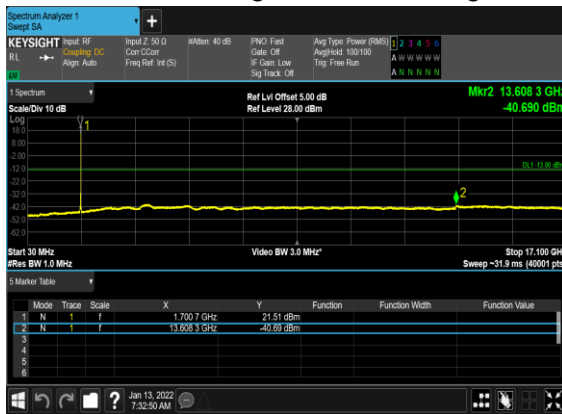 Spectrum Analyzer 1
Swept SA
+
KEYSIGHT Input: RF Input Z: 50 Ω #Atten: 40 dB PNO: Fast Avg Type: Power (RMS) 1 2 3 4 5 6
RL Coupling: DC Corr CCorr Gate: Off Avg|Hold: 100/100 A W W W W W
Align: Auto Freq Ref: Int (S) IF Gain: Low Trig: Free Run A N N N N N
Sig Track: Off
LXI
1 Spectrum Ref Lvl Offset 5.00 dB Mkr2 13.608 3 GHz
Scale/Div 10 dB Ref Level 28.00 dBm -40.690 dBm
Log
18.0
8.00
-2.00
-12.0
-22.0
-32.0
-42.0
-52.0
-62.0
1
DL1 -13.00 dBm
2
Start 30 MHz Video BW 3.0 MHz* Stop 17.100 GHz
#Res BW 1.0 MHz Sweep ~31.9 ms (40001 pts)
5 Marker Table
Mode Trace Scale X Y Function Function Width Function Value
1 N 1 f 1.700 7 GHz 21.51 dBm
2 N 1 f 13.608 3 GHz -40.69 dBm
3
4
5
6
? Jan 13, 2022
7:32:50 AM